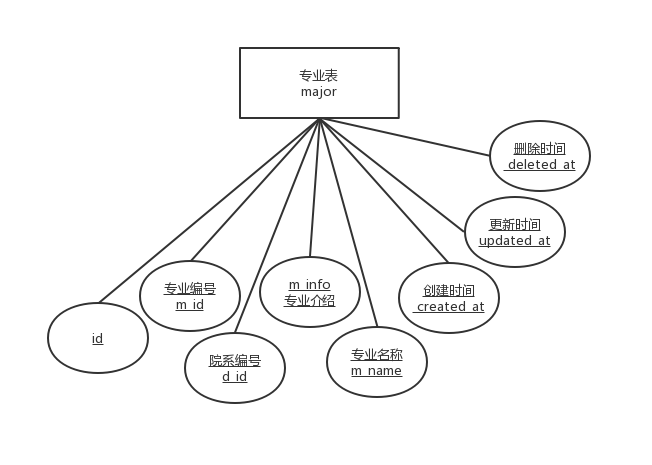 专业表
major
删除时间
deleted_at
更新时间
updated_at
专业编号
m_id
m_info
专业介绍
创建时间
created_at
id
院系编号
d_id
专业名称
m_name